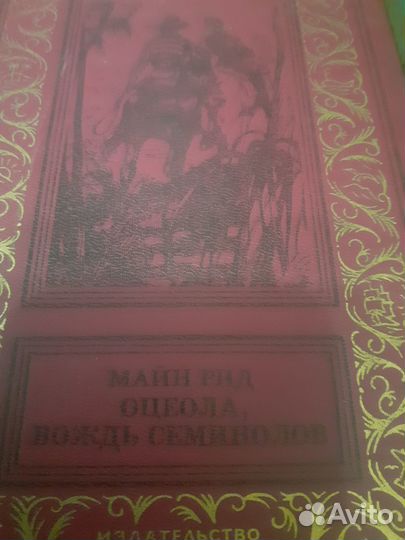 МАЙН РИД
ОЦЕОЛА,
ВОЖДЬ СЕМИНОЛОВ
ИЗДАТЕЛЬСТВО
Avito